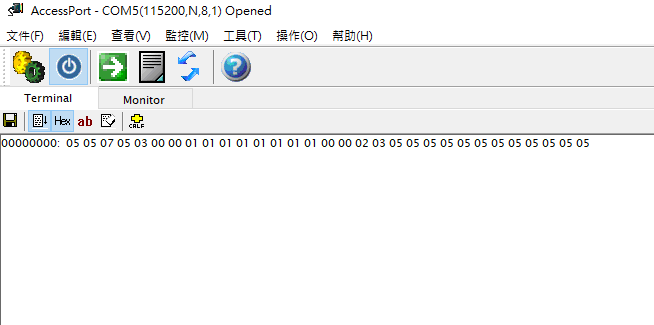 AccessPort - COM5(115200,N,8,1) Opened
文件(F) 編輯(E) 查看(V) 監控(M) 工具(T) 操作(O) 幫助(H)
Terminal Monitor
Hex ab CRLF
00000000: 05 05 07 05 03 00 00 01 01 01 01 01 01 01 01 00 00 02 03 05 05 05 05 05 05 05 05 05 05 05 05